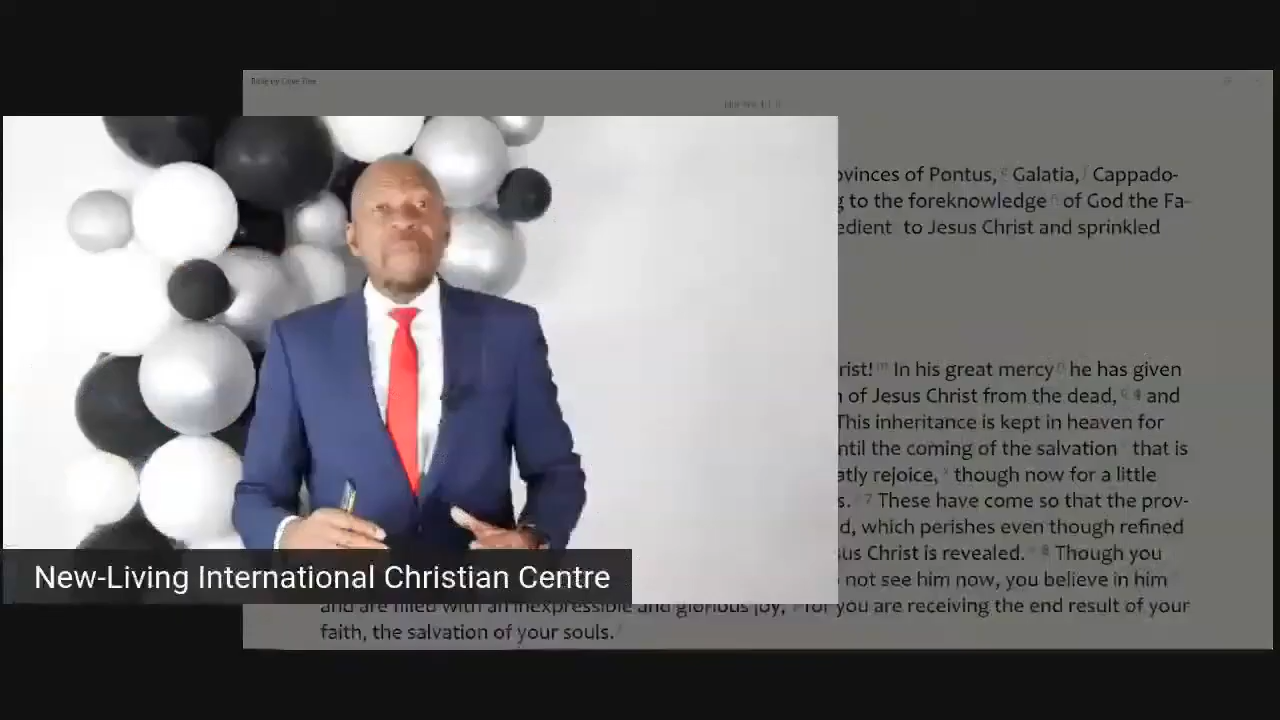 ovinces of Pontus, Galatia, Cappado-
g to the foreknowledge of God the Fa-
edient to Jesus Christ and sprinkled
rist! In his great mercy he has given
of Jesus Christ from the dead, 4 and
This inheritance is kept in heaven for
ntil the coming of the salvation that is
atly rejoice, though now for a little
s. 7 These have come so that the prov-
d, which perishes even though refined
sus Christ is revealed. 8 Though you
not see him now, you believe in him
New-Living International Christian Centre
and are filled with an inexpressible and glorious joy, for you are receiving the end result of your
faith, the salvation of your souls.